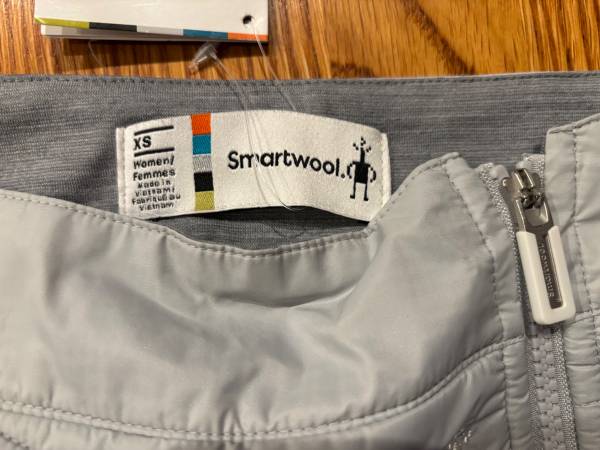 XS
Women/
Femmes
Made in
Vietnam/
Fabriqué au
Vietnam
Smartwool.